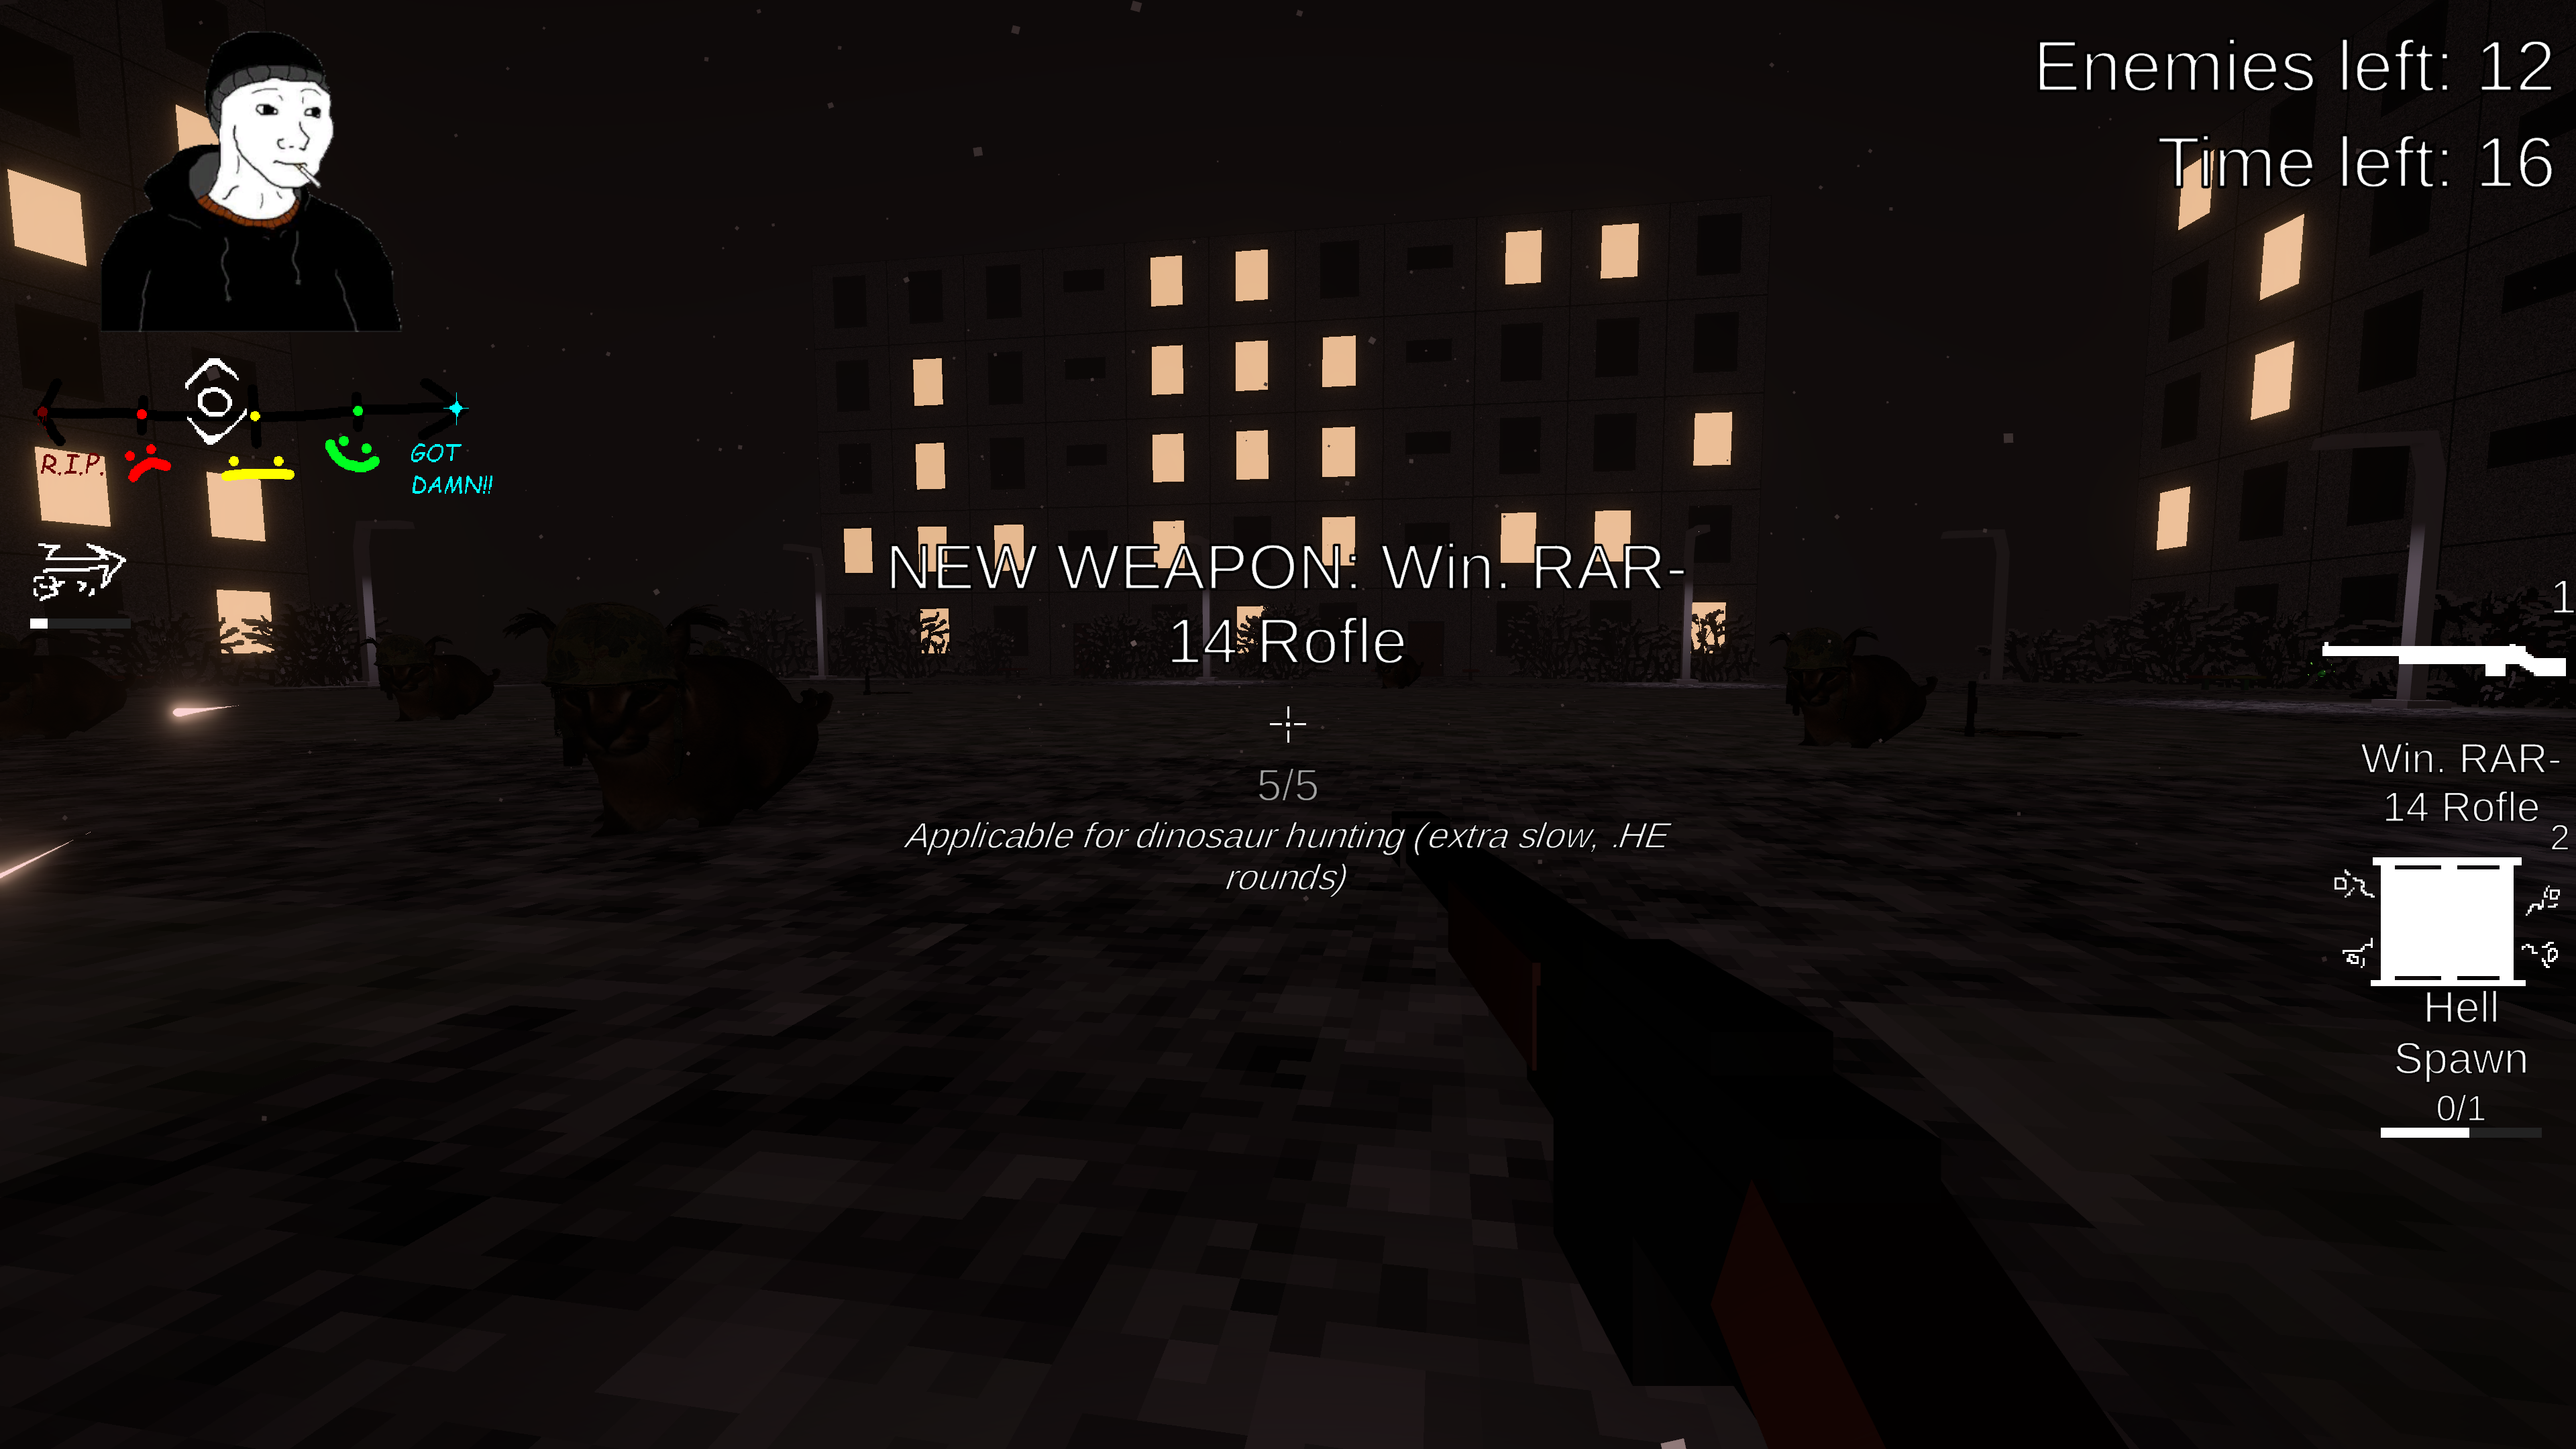 Enemies left: 12
Time left: 16
R.I.P.
GOT
DAMN!!
NEW WEAPON: Win. RAR-
14 Rofle
5/5
Applicable for dinosaur hunting (extra slow, .HE
rounds)
1
Win. RAR-
14 Rofle
2
Hell
Spawn
0/1